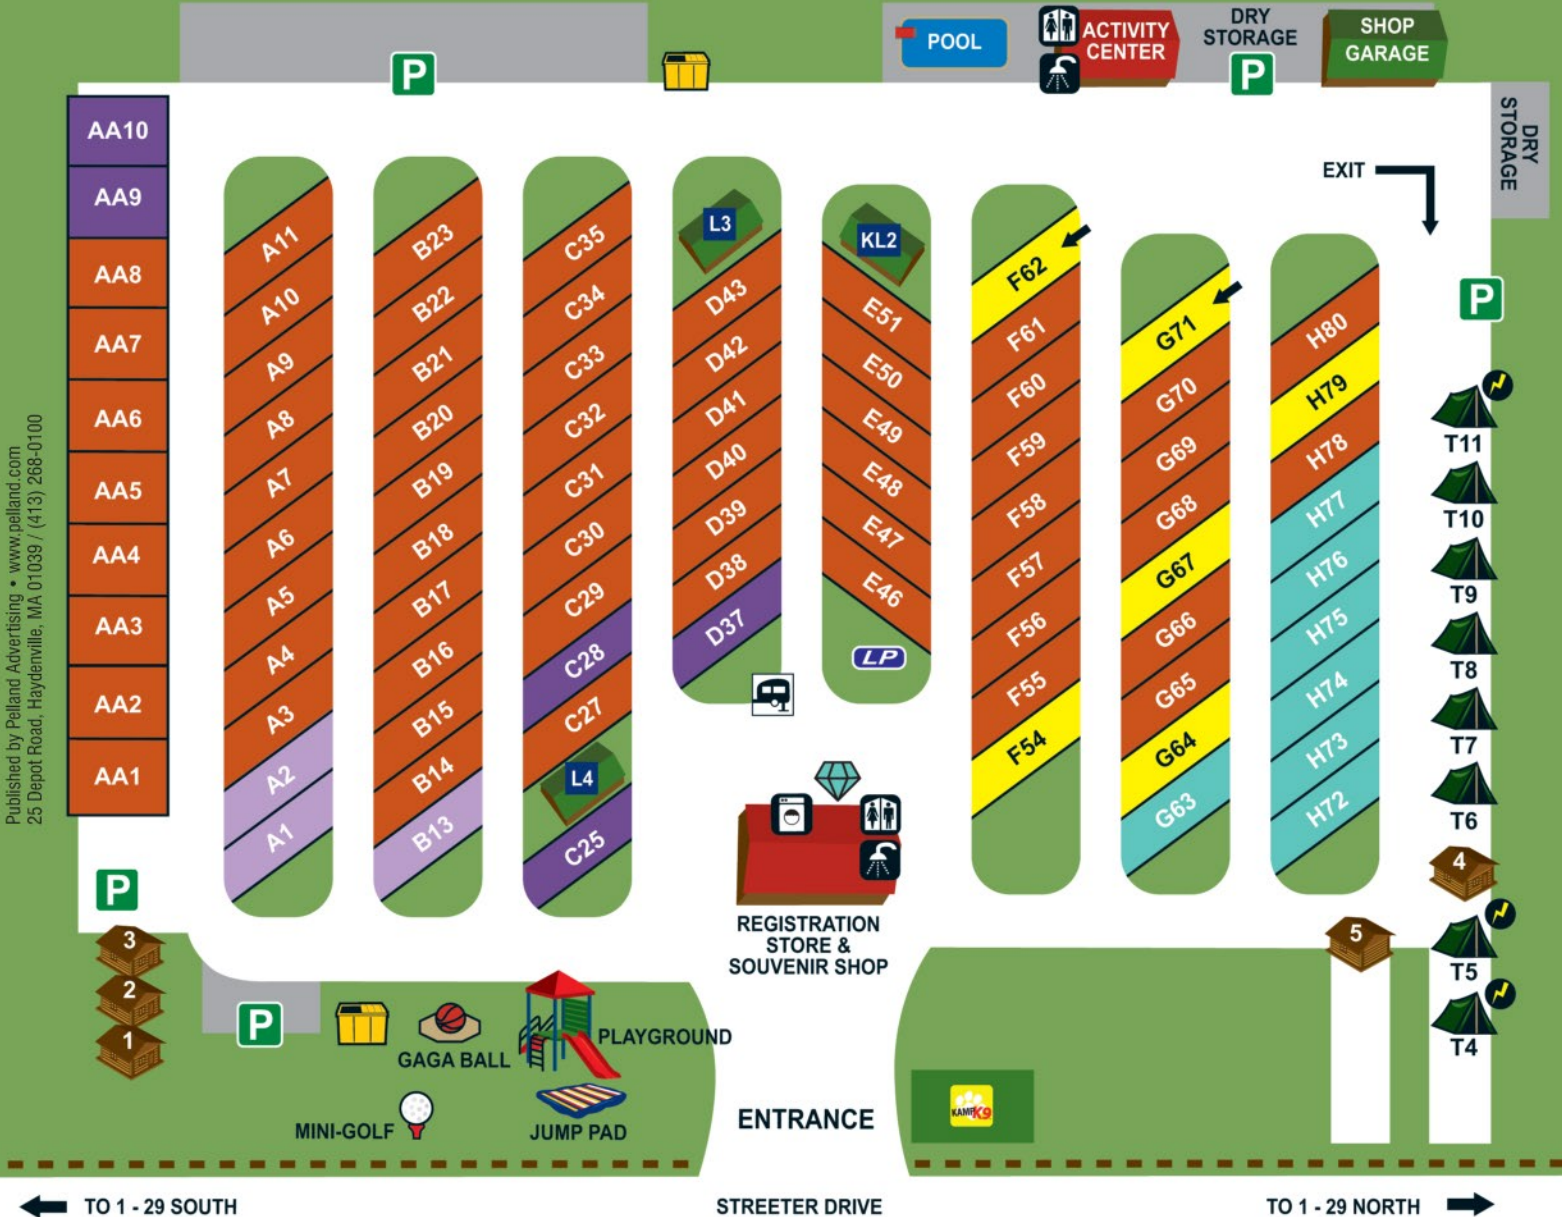 POOL
ACTIVITY
CENTER
DRY
STORAGE
SHOP
GARAGE
P
P
DRY
STORAGE
EXIT
P
AA10
AA9
AA8
AA7
AA6
AA5
AA4
AA3
AA2
AA1
A11
A10
A9
A8
A7
A6
A5
A4
A3
A2
A1
B23
B22
B21
B20
B19
B18
B17
B16
B15
B14
B13
C35
C34
C33
C32
C31
C30
C29
C28
C27
L4
C25
L3
D43
D42
D41
D40
D39
D38
D37
KL2
E51
E50
E49
E48
E47
E46
LP
F62
F61
F60
F59
F58
F57
F56
F55
F54
G71
G70
G69
G68
G67
G66
G65
G64
G63
H80
H79
H78
H77
H76
H75
H74
H73
H72
T11
T10
T9
T8
T7
T6
4
T5
T4
5
P
3
2
1
P
REGISTRATION
STORE &
SOUVENIR SHOP
GAGA BALL
PLAYGROUND
MINI-GOLF
JUMP PAD
ENTRANCE
KAMPK9
TO 1 - 29 SOUTH
STREETER DRIVE
TO 1 - 29 NORTH
Published by Pelland Advertising • www.pelland.com
25 Depot Road, Haydenville, MA 01039 / (413) 268-0100